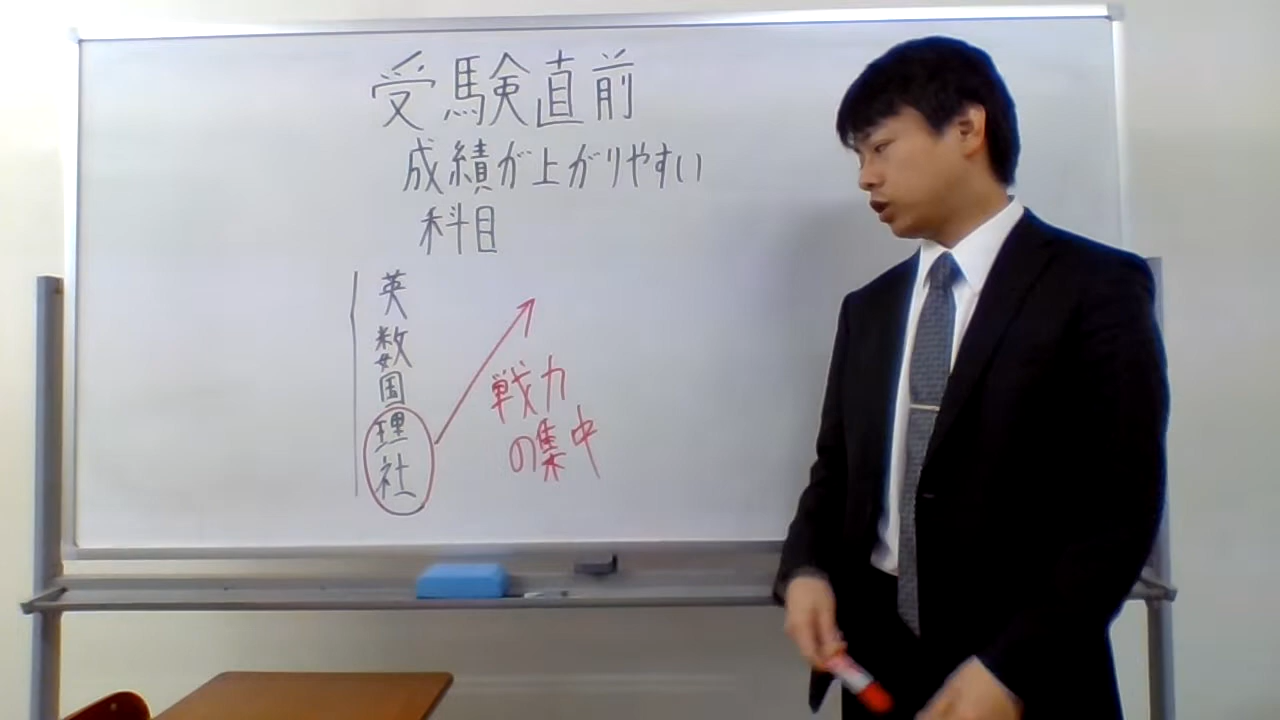 受験直前
成績が上がりやすい
科目
英
数
国
理
社
戦力
の集中